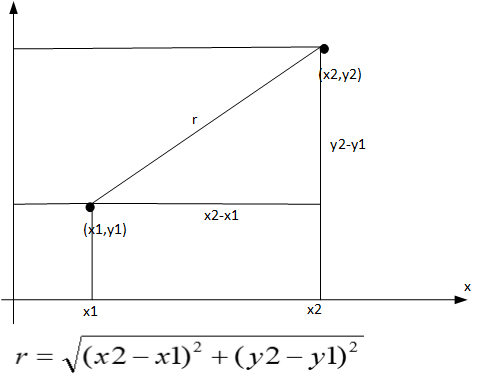 (x2,y2)
r
y2-y1
x2-x1
(x1,y1)
x
x1
x2
r = √(x2 − x1)² + (y2 − y1)²